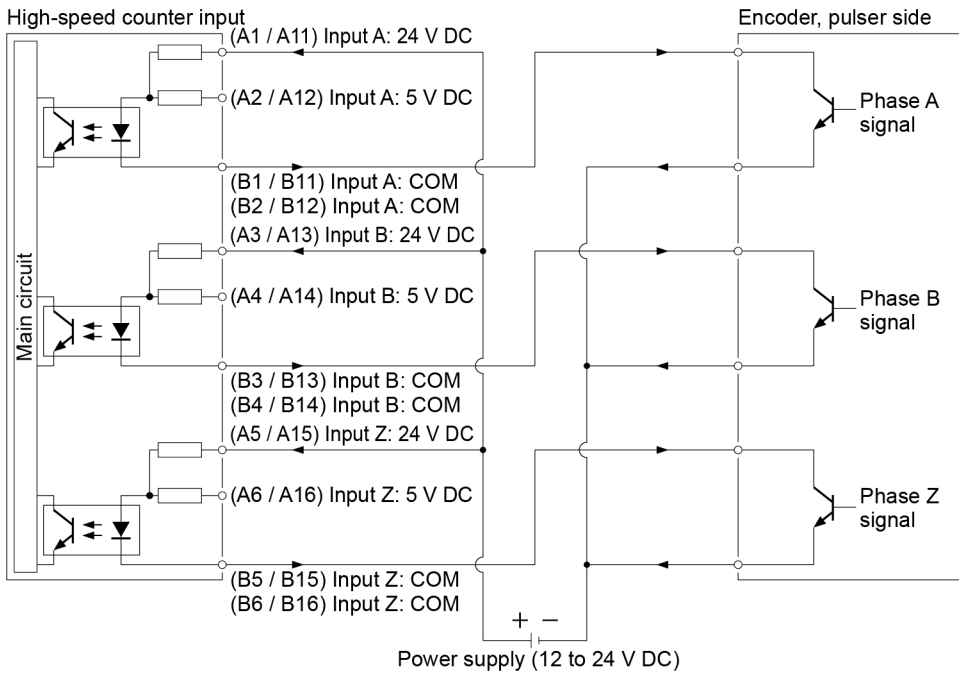 High-speed counter input
Encoder, pulser side
(A1 / A11) Input A: 24 V DC
(A2 / A12) Input A: 5 V DC
Phase A
signal
(B1 / B11) Input A: COM
(B2 / B12) Input A: COM
(A3 / A13) Input B: 24 V DC
Main circuit
(A4 / A14) Input B: 5 V DC
Phase B
signal
(B3 / B13) Input B: COM
(B4 / B14) Input B: COM
(A5 / A15) Input Z: 24 V DC
(A6 / A16) Input Z: 5 V DC
Phase Z
signal
(B5 / B15) Input Z: COM
(B6 / B16) Input Z: COM
+ −
Power supply (12 to 24 V DC)